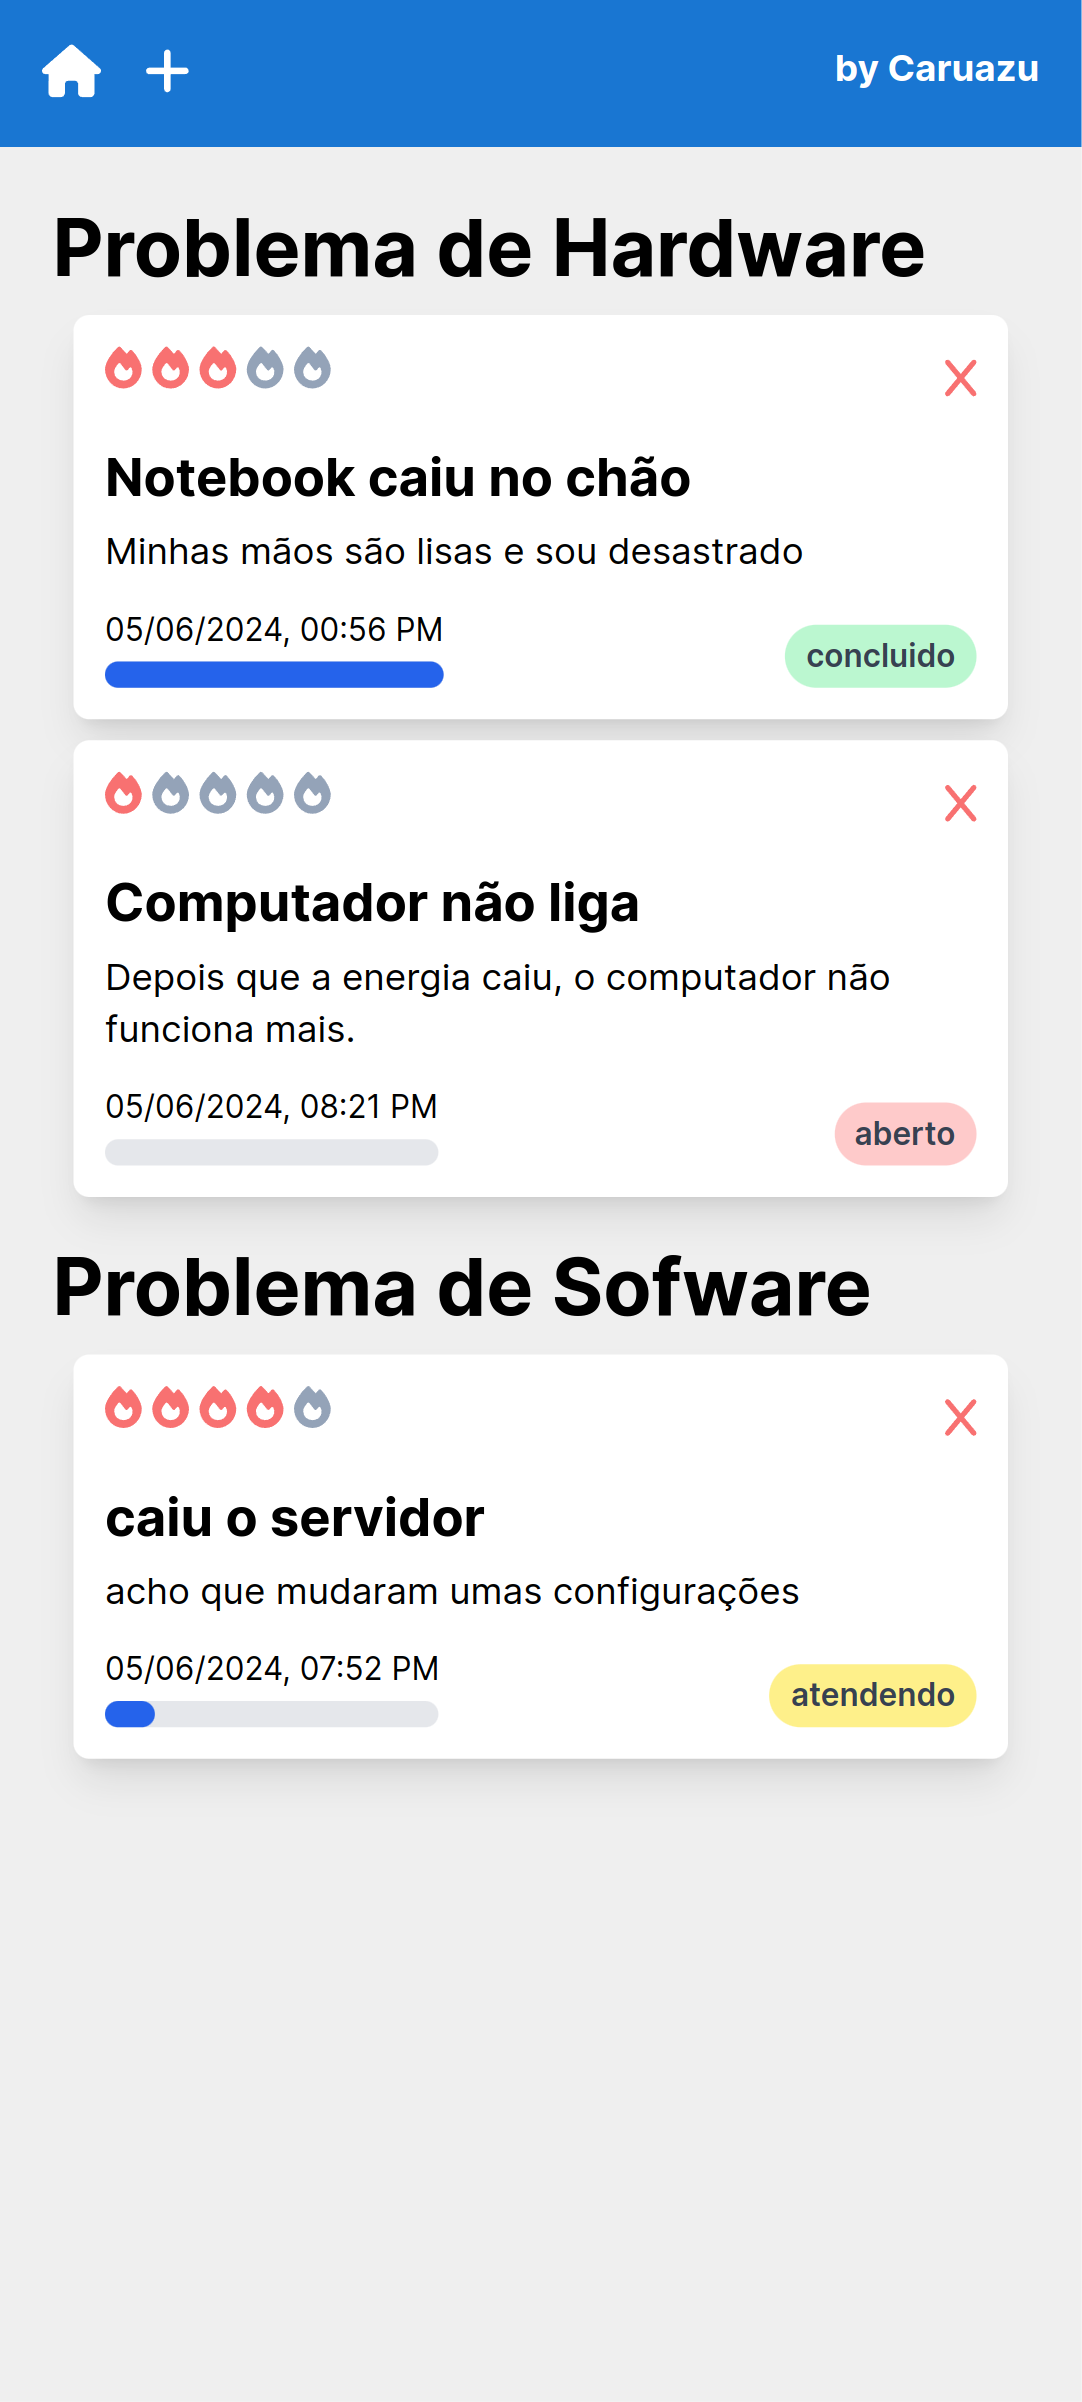 by Caruazu
Problema de Hardware
Notebook caiu no chão
Minhas mãos são lisas e sou desastrado
05/06/2024, 00:56 PM
concluido
Computador não liga
Depois que a energia caiu, o computador não
funciona mais.
05/06/2024, 08:21 PM
aberto
Problema de Sofware
caiu o servidor
acho que mudaram umas configurações
05/06/2024, 07:52 PM
atendendo